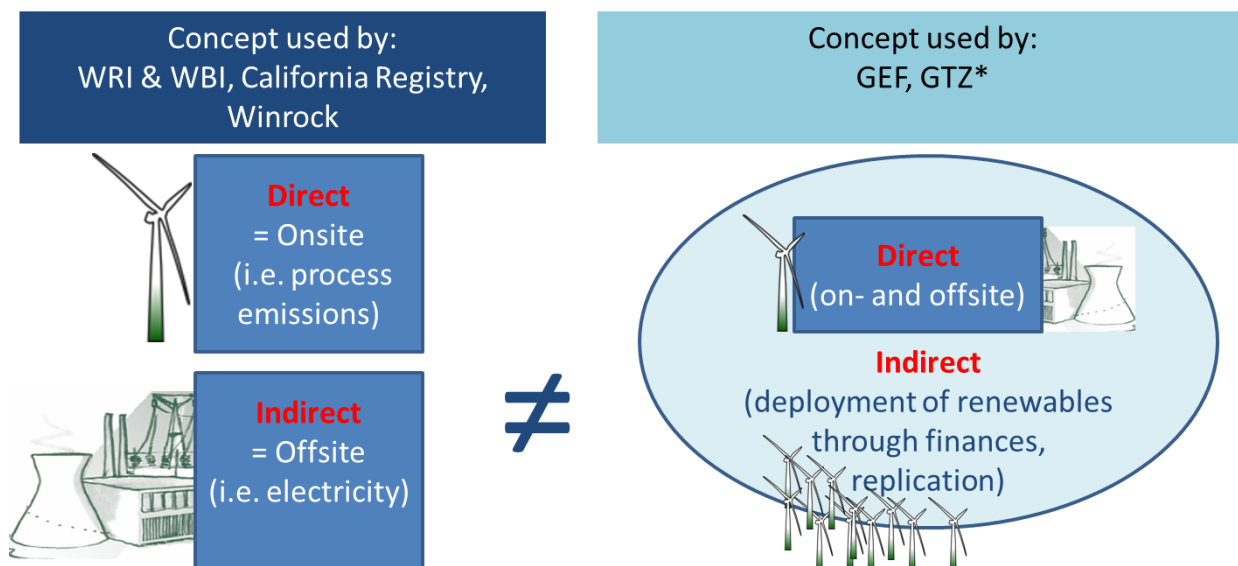 Concept used by:
WRI & WBI, California Registry,
Winrock
Direct
= Onsite
(i.e. process
emissions)
Indirect
= Offsite
(i.e. electricity)
≠
Concept used by:
GEF, GTZ*
Direct
(on- and offsite)
Indirect
(deployment of renewables
through finances,
replication)